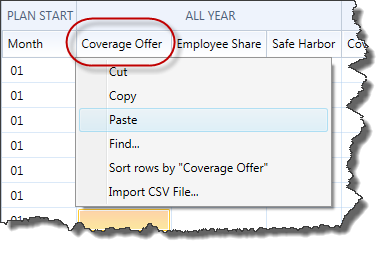 PLAN START ALL YEAR
Month Coverage Offer Employee Share Safe Harbor
01 Cut
01 Copy
01 Paste
01 Find...
01 Sort rows by "Coverage Offer"
01 Import CSV File...
01